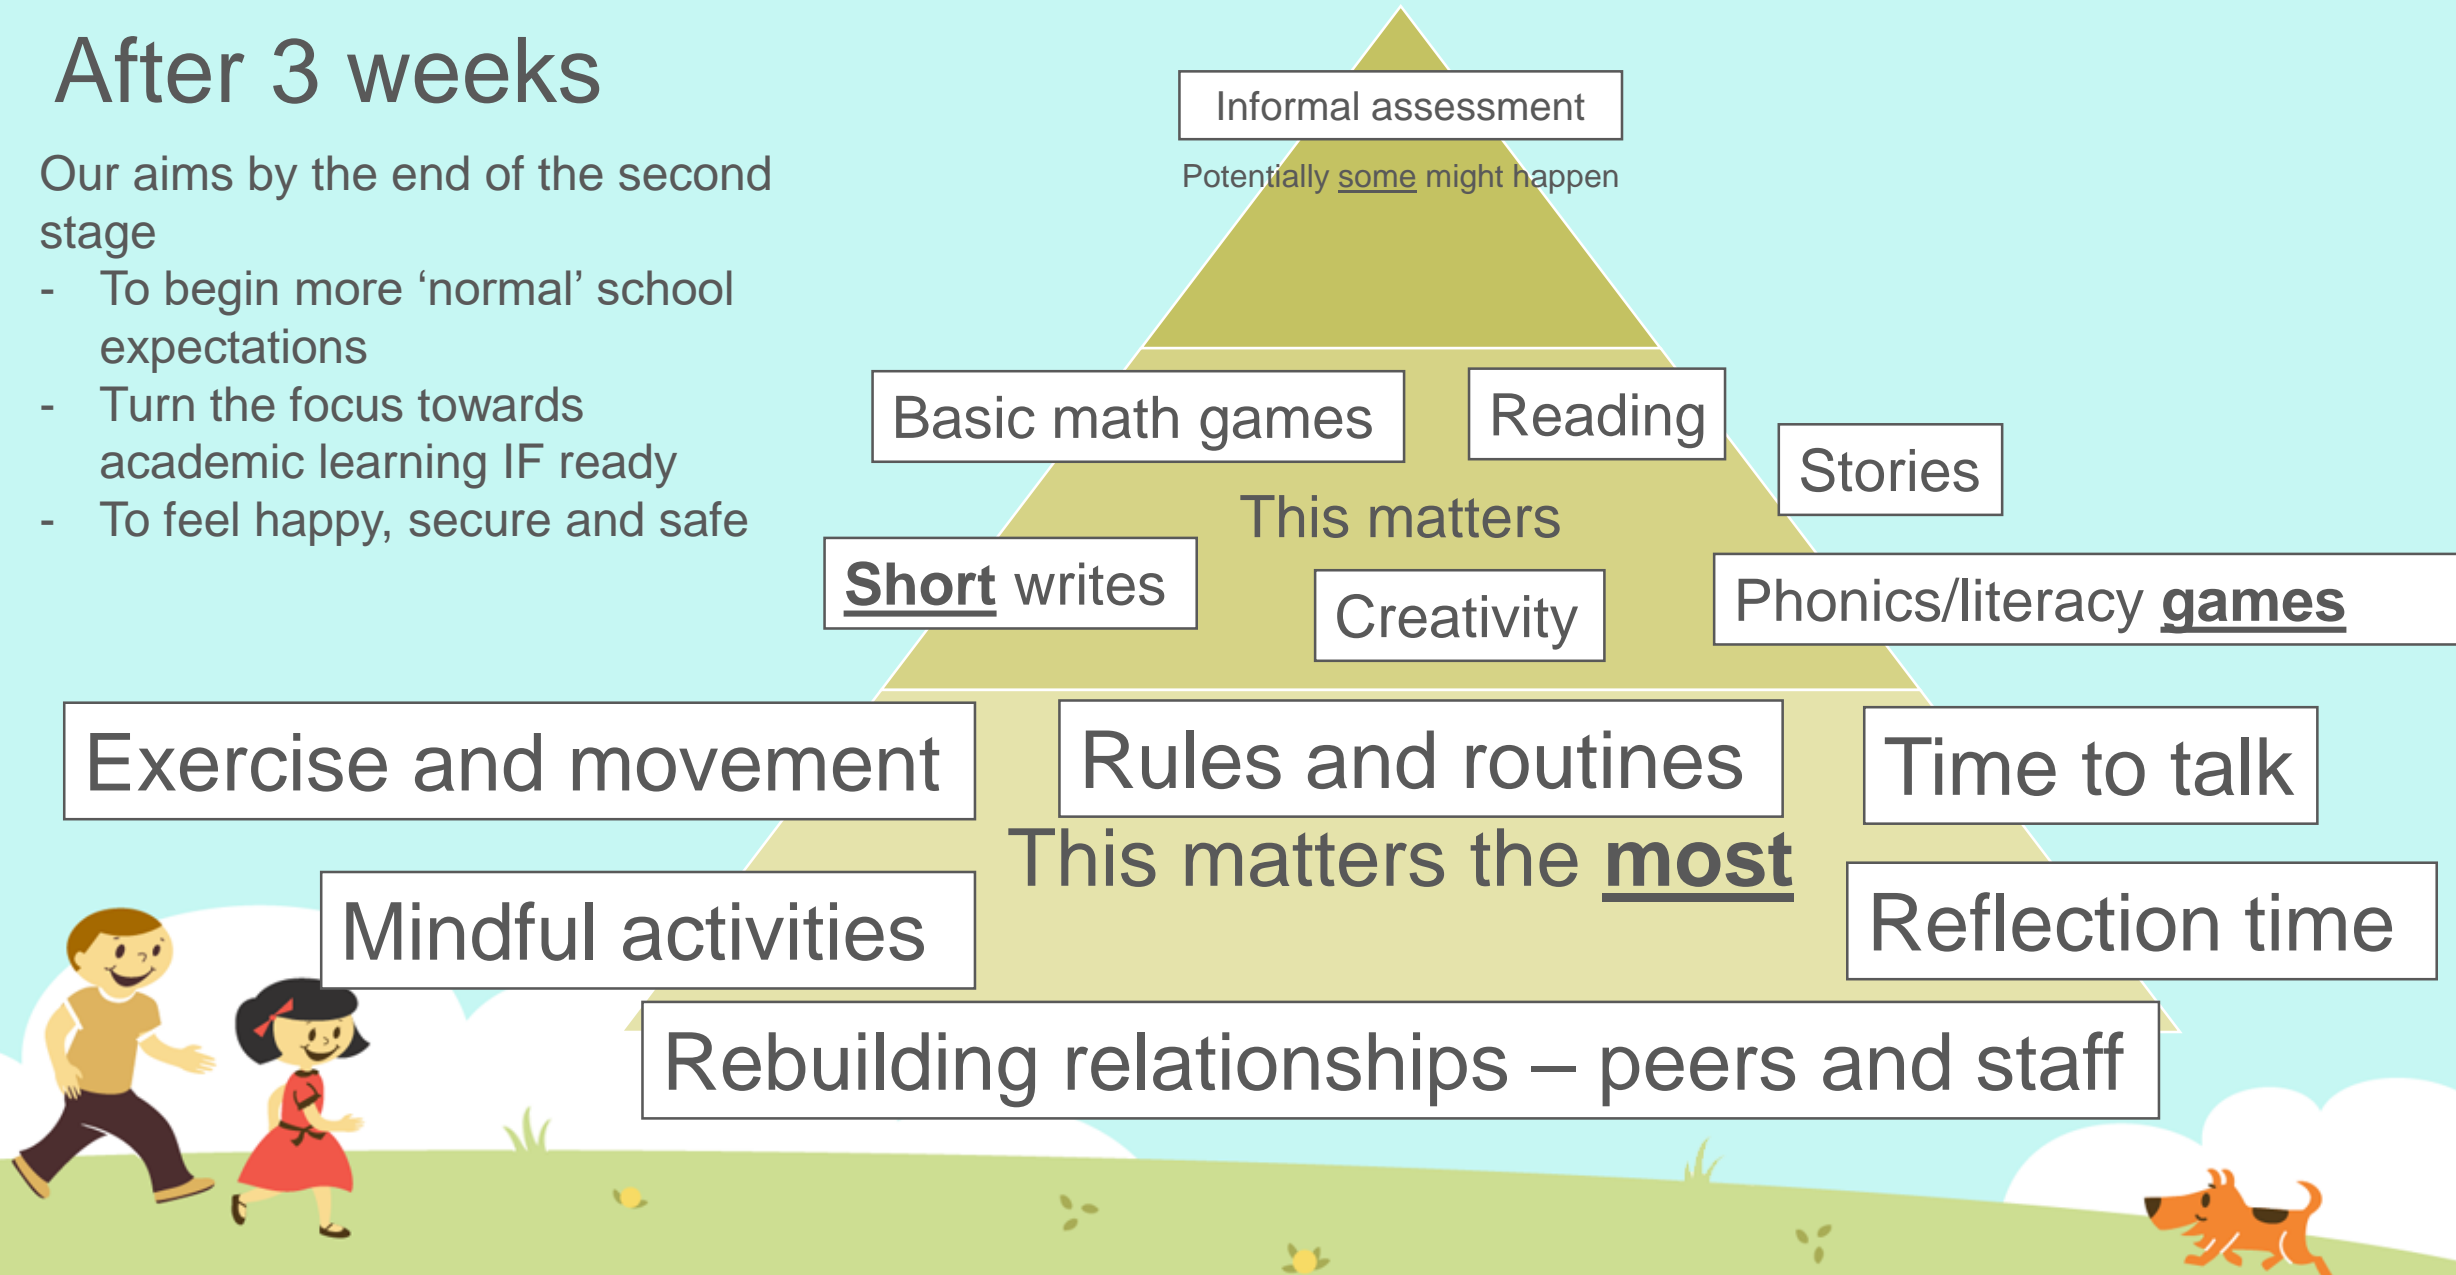 After 3 weeks
Our aims by the end of the second
stage
- To begin more ‘normal’ school
expectations
- Turn the focus towards
academic learning IF ready
- To feel happy, secure and safe
Informal assessment
Potentially some might happen
Basic math games
Reading
Stories
This matters
Short writes
Creativity
Phonics/literacy games
Exercise and movement
Rules and routines
Time to talk
This matters the most
Mindful activities
Reflection time
Rebuilding relationships – peers and staff